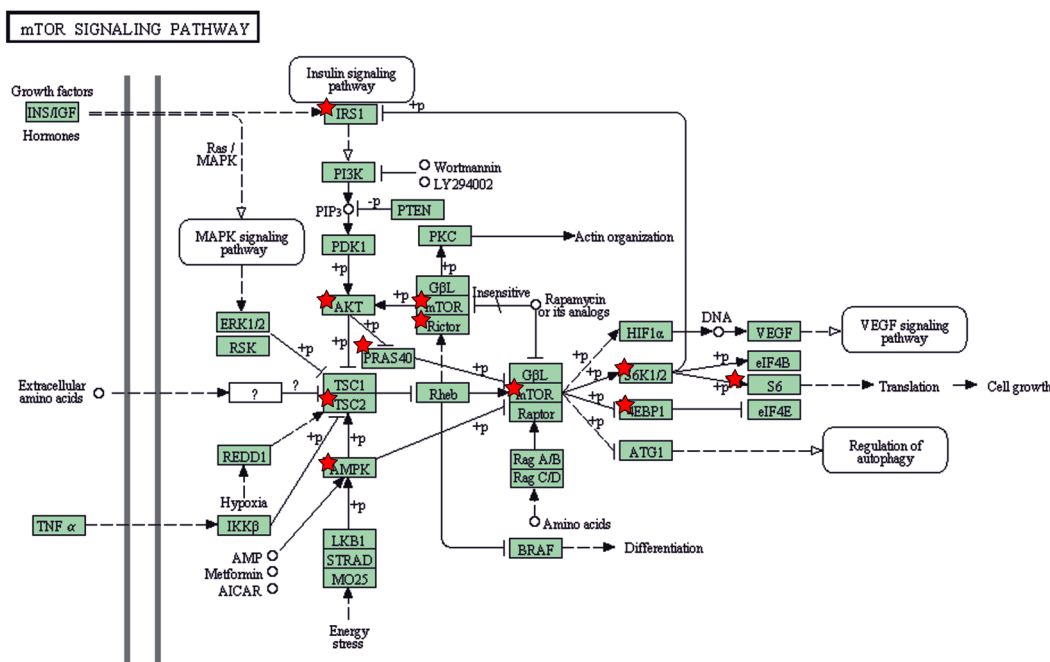 mTOR SIGNALING PATHWAY
Insulin signaling
pathway
Growth factors
INS/IGF
Hormones
IRS1
+p
Ras /
MAPK
PI3K
Wortmannin
LY294002
PIP3
-p
PTEN
MAPK signaling
pathway
PDK1
PKC
Actin organization
+p
+p
GβL
mTOR
Rictor
+p
AKT
Insensitive
Rapamycin
or its analogs
DNA
ERK1/2
RSK
+p
+p
+p
PRAS40
HIF1α
VEGF
VEGF signaling
pathway
+p
GβL
mTOR
Raptor
+p
+p
+p
+p
S6K1/2
+p
+p
eIF4B
S6
Translation
Cell growth
Extracellular
amino acids
?
?
TSC1
TSC2
Rheb
4EBP1
eIF4E
+p
+p
+p
REDD1
AMPK
Rag A/B
Rag C/D
ATG1
Regulation of
autophagy
Hypoxia
TNF α
IKKβ
+p
Amino acids
AMP
Metformin
AICAR
LKB1
STRAD
MO25
BRAF
Differentiation
Energy
stress